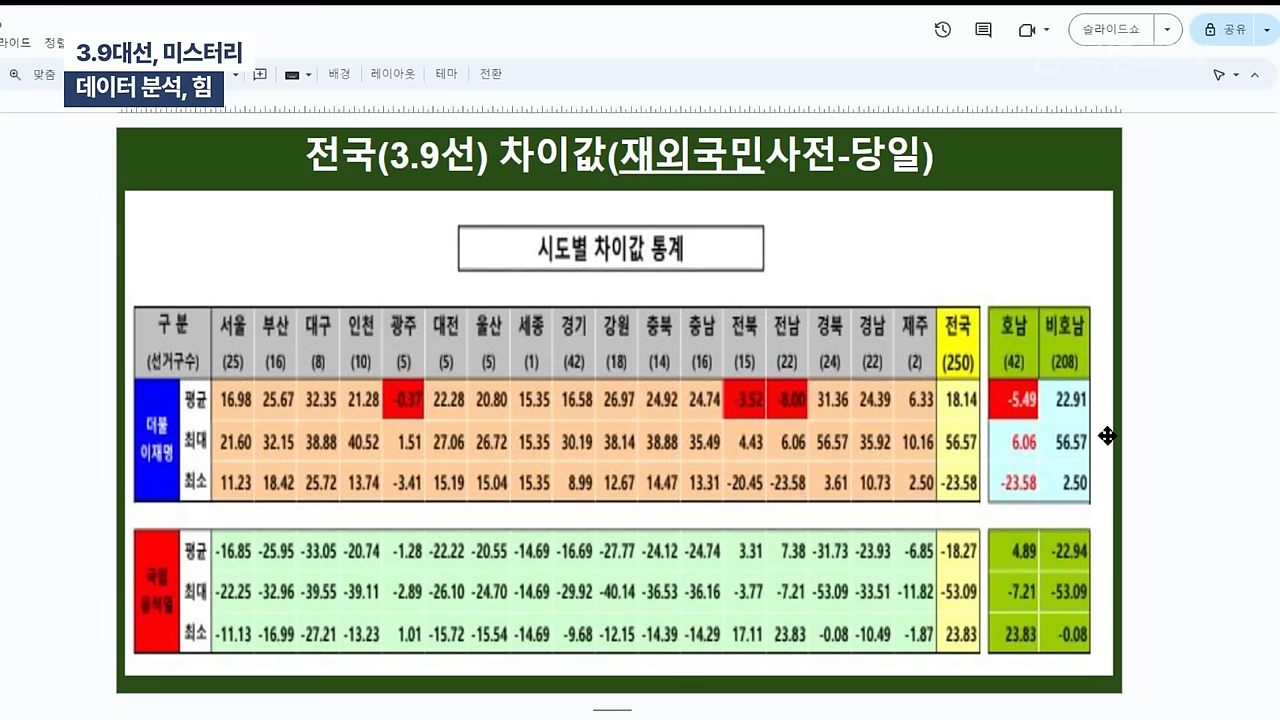 라이드
정렬
3.9대선, 미스터리
데이터 분석, 힘
슬라이드쇼
공유
맞춤
배경
레이아웃
테마
전환
전국(3.9선) 차이값(재외국민사전-당일)
시도별 차이값 통계
구 분 서울 부산 대구 인천 광주 대전 울산 세종 경기 강원 충북 충남 전북 전남 경북 경남 제주 전국 호남 비호남
(선거구수) (25) (16) (8) (10) (5) (5) (5) (1) (42) (18) (14) (16) (15) (22) (24) (22) (2) (250) (42) (208)
더불 이재명
평균 16.98 25.67 32.35 21.28 -0.37 22.28 20.80 15.35 16.58 26.97 24.92 24.74 -3.52 -8.00 31.36 24.39 6.33 18.14 -5.49 22.91
최대 21.60 32.15 38.88 40.52 1.51 27.06 26.72 15.35 30.19 38.14 38.88 35.49 4.43 6.06 56.57 35.92 10.16 56.57 6.06 56.57
최소 11.23 18.42 25.72 13.74 -3.41 15.19 15.04 15.35 8.99 12.67 14.47 13.31 -20.45 -23.58 3.61 10.73 2.50 -23.58 -23.58 2.50
국힘 윤석열
평균 -16.85 -25.95 -33.05 -20.74 -1.28 -22.22 -20.55 -14.69 -16.69 -27.77 -24.12 -24.74 3.31 7.38 -31.73 -23.93 -6.85 -18.27 4.89 -22.94
최대 -22.25 -32.96 -39.55 -39.11 -2.89 -26.10 -24.70 -14.69 -29.92 -40.14 -36.53 -36.16 -3.77 -7.21 -53.09 -33.51 -11.82 -53.09 -7.21 -53.09
최소 -11.13 -16.99 -27.21 -13.23 1.01 -15.72 -15.54 -14.69 -9.68 -12.15 -14.39 -14.29 17.11 23.83 -0.08 -10.49 -1.87 23.83 23.83 -0.08